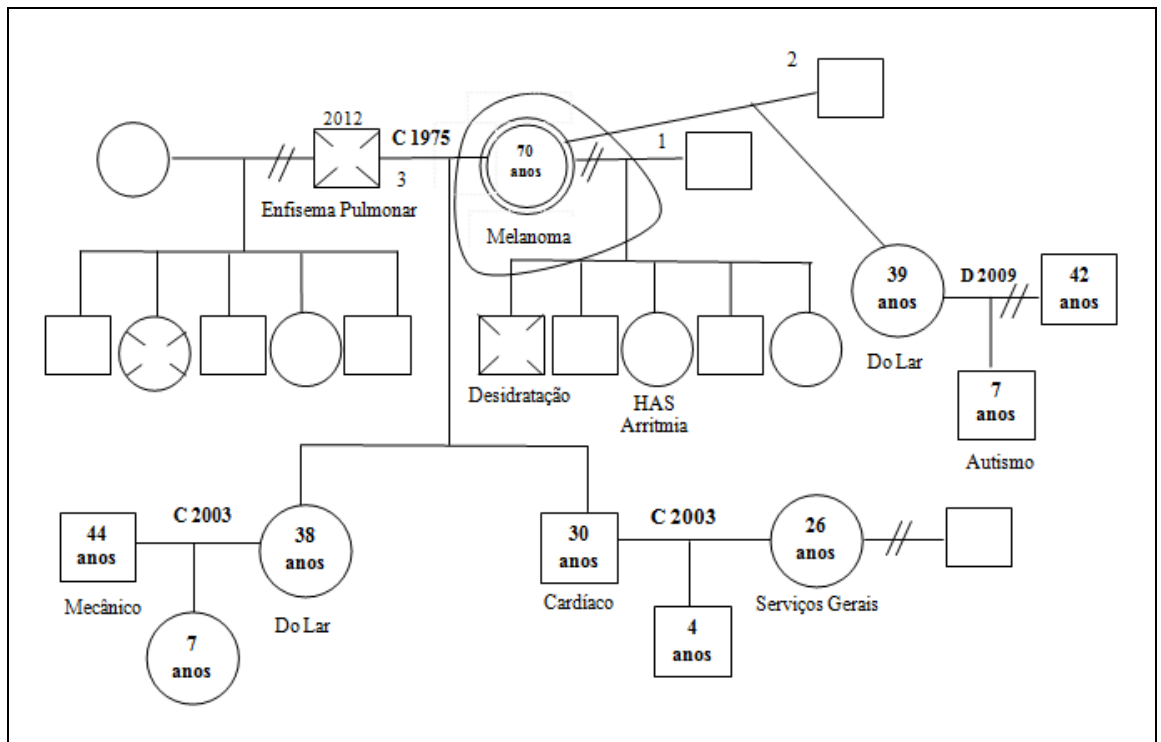 2
2012
C 1975
1
70
anos
3
Enfisema Pulmonar
Melanoma
39
anos
D 2009
42
anos
Do Lar
Desidratação
HAS
Arritmia
7
anos
Autismo
44
anos
C 2003
38
anos
30
anos
C 2003
26
anos
Mecânico
Do Lar
Cardíaco
Serviços Gerais
7
anos
4
anos